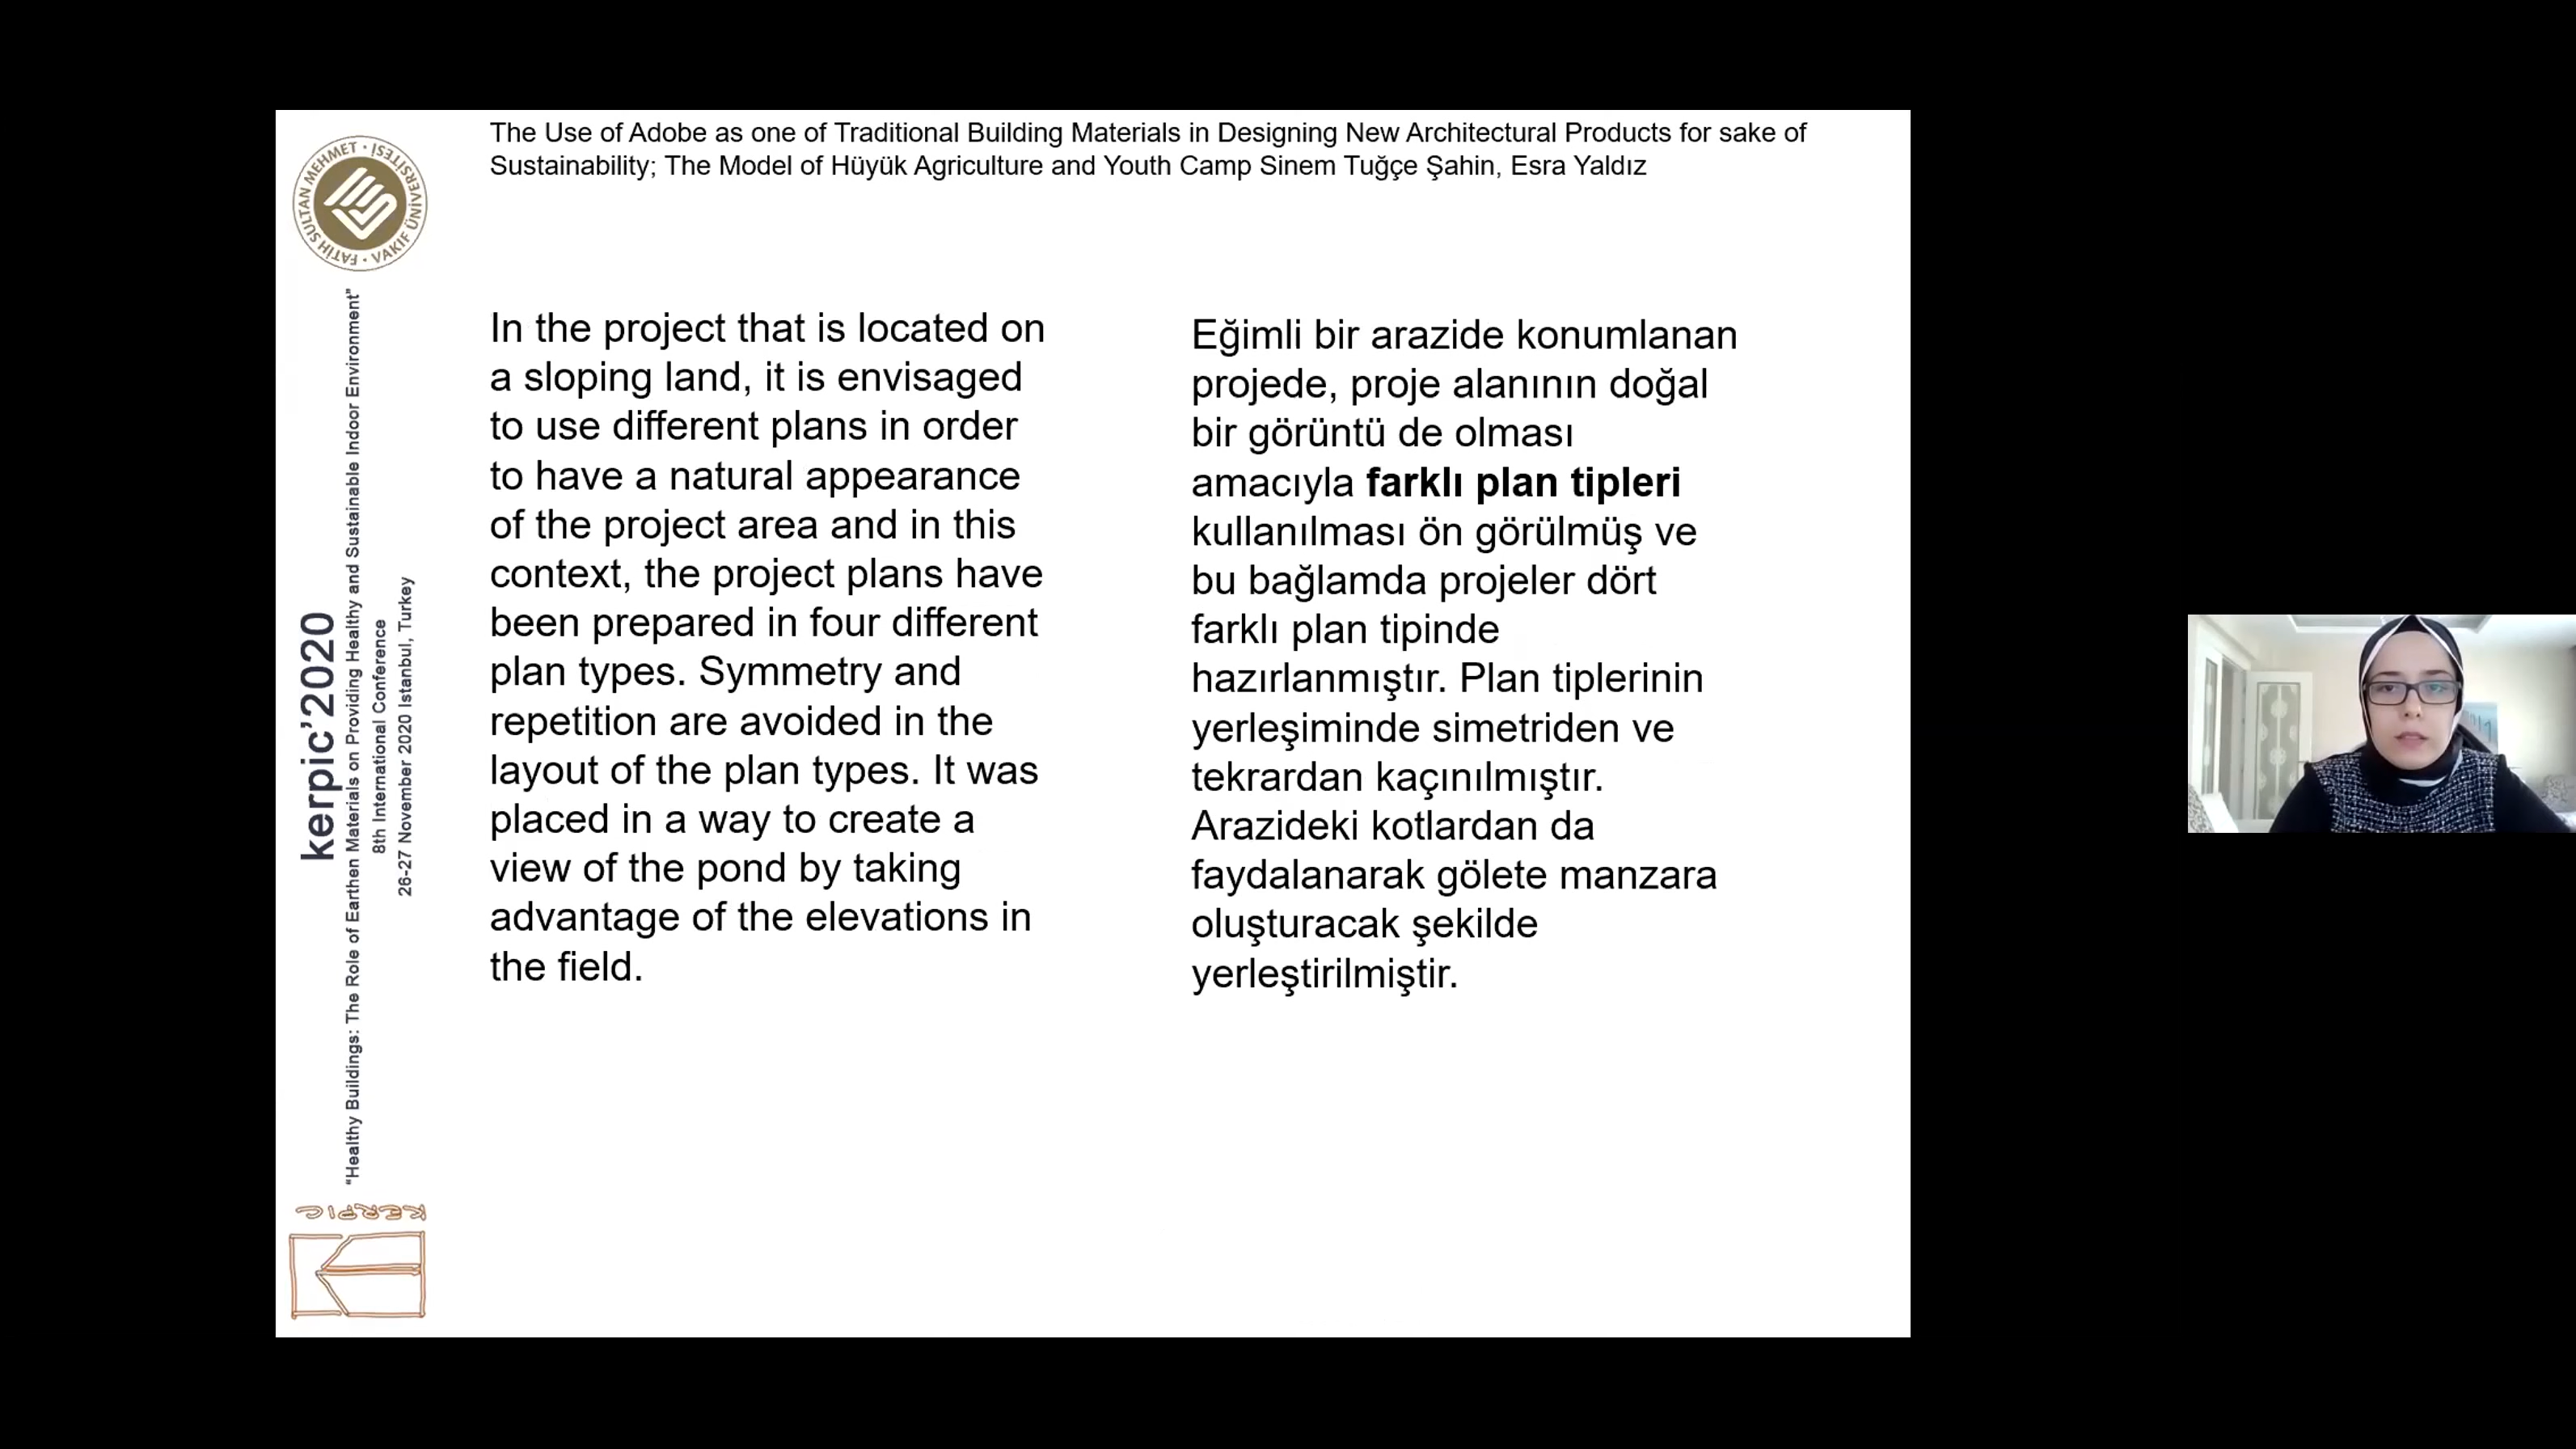 The Use of Adobe as one of Traditional Building Materials in Designing New Architectural Products for sake of
Sustainability; The Model of Hüyük Agriculture and Youth Camp Sinem Tuğçe Şahin, Esra Yaldız
FATİH SULTAN MEHMET • VAKIF ÜNİVERSİTESİ •
kerpic’2020
“Healthy Buildings: The Role of Earthen Materials on Providing Healthy and Sustainable Indoor Environment”
8th International Conference
26-27 November 2020 Istanbul, Turkey
KERPIC
In the project that is located on
a sloping land, it is envisaged
to use different plans in order
to have a natural appearance
of the project area and in this
context, the project plans have
been prepared in four different
plan types. Symmetry and
repetition are avoided in the
layout of the plan types. It was
placed in a way to create a
view of the pond by taking
advantage of the elevations in
the field.
Eğimli bir arazide konumlanan
projede, proje alanının doğal
bir görüntü de olması
amacıyla farklı plan tipleri
kullanılması ön görülmüş ve
bu bağlamda projeler dört
farklı plan tipinde
hazırlanmıştır. Plan tiplerinin
yerleşiminde simetriden ve
tekrardan kaçınılmıştır.
Arazideki kotlardan da
faydalanarak gölete manzara
oluşturacak şekilde
yerleştirilmiştir.